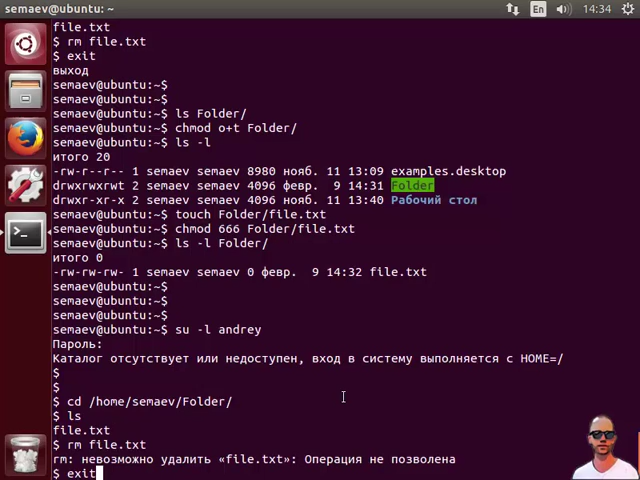 semaev@ubuntu: ~
En
14:34
file.txt
$ rm file.txt
$ exit
выход
semaev@ubuntu:~$
semaev@ubuntu:~$
semaev@ubuntu:~$ ls Folder/
semaev@ubuntu:~$ chmod o+t Folder/
semaev@ubuntu:~$ ls -l
итого 20
-rw-r--r-- 1 semaev semaev 8980 нояб. 11 13:09 examples.desktop
drwxrwxrwt 2 semaev semaev 4096 февр.  9 14:31 Folder
drwxr-xr-x 2 semaev semaev 4096 нояб. 11 13:40 Рабочий стол
semaev@ubuntu:~$ touch Folder/file.txt
semaev@ubuntu:~$ chmod 666 Folder/file.txt
semaev@ubuntu:~$ ls -l Folder/
итого 0
-rw-rw-rw- 1 semaev semaev 0 февр.  9 14:32 file.txt
semaev@ubuntu:~$
semaev@ubuntu:~$
semaev@ubuntu:~$
semaev@ubuntu:~$ su -l andrey
Пароль:
Каталог отсутствует или недоступен, вход в систему выполняется с HOME=/
$
$
$ cd /home/semaev/Folder/
$ ls
file.txt
$ rm file.txt
rm: невозможно удалить «file.txt»: Операция не позволена
$ exit